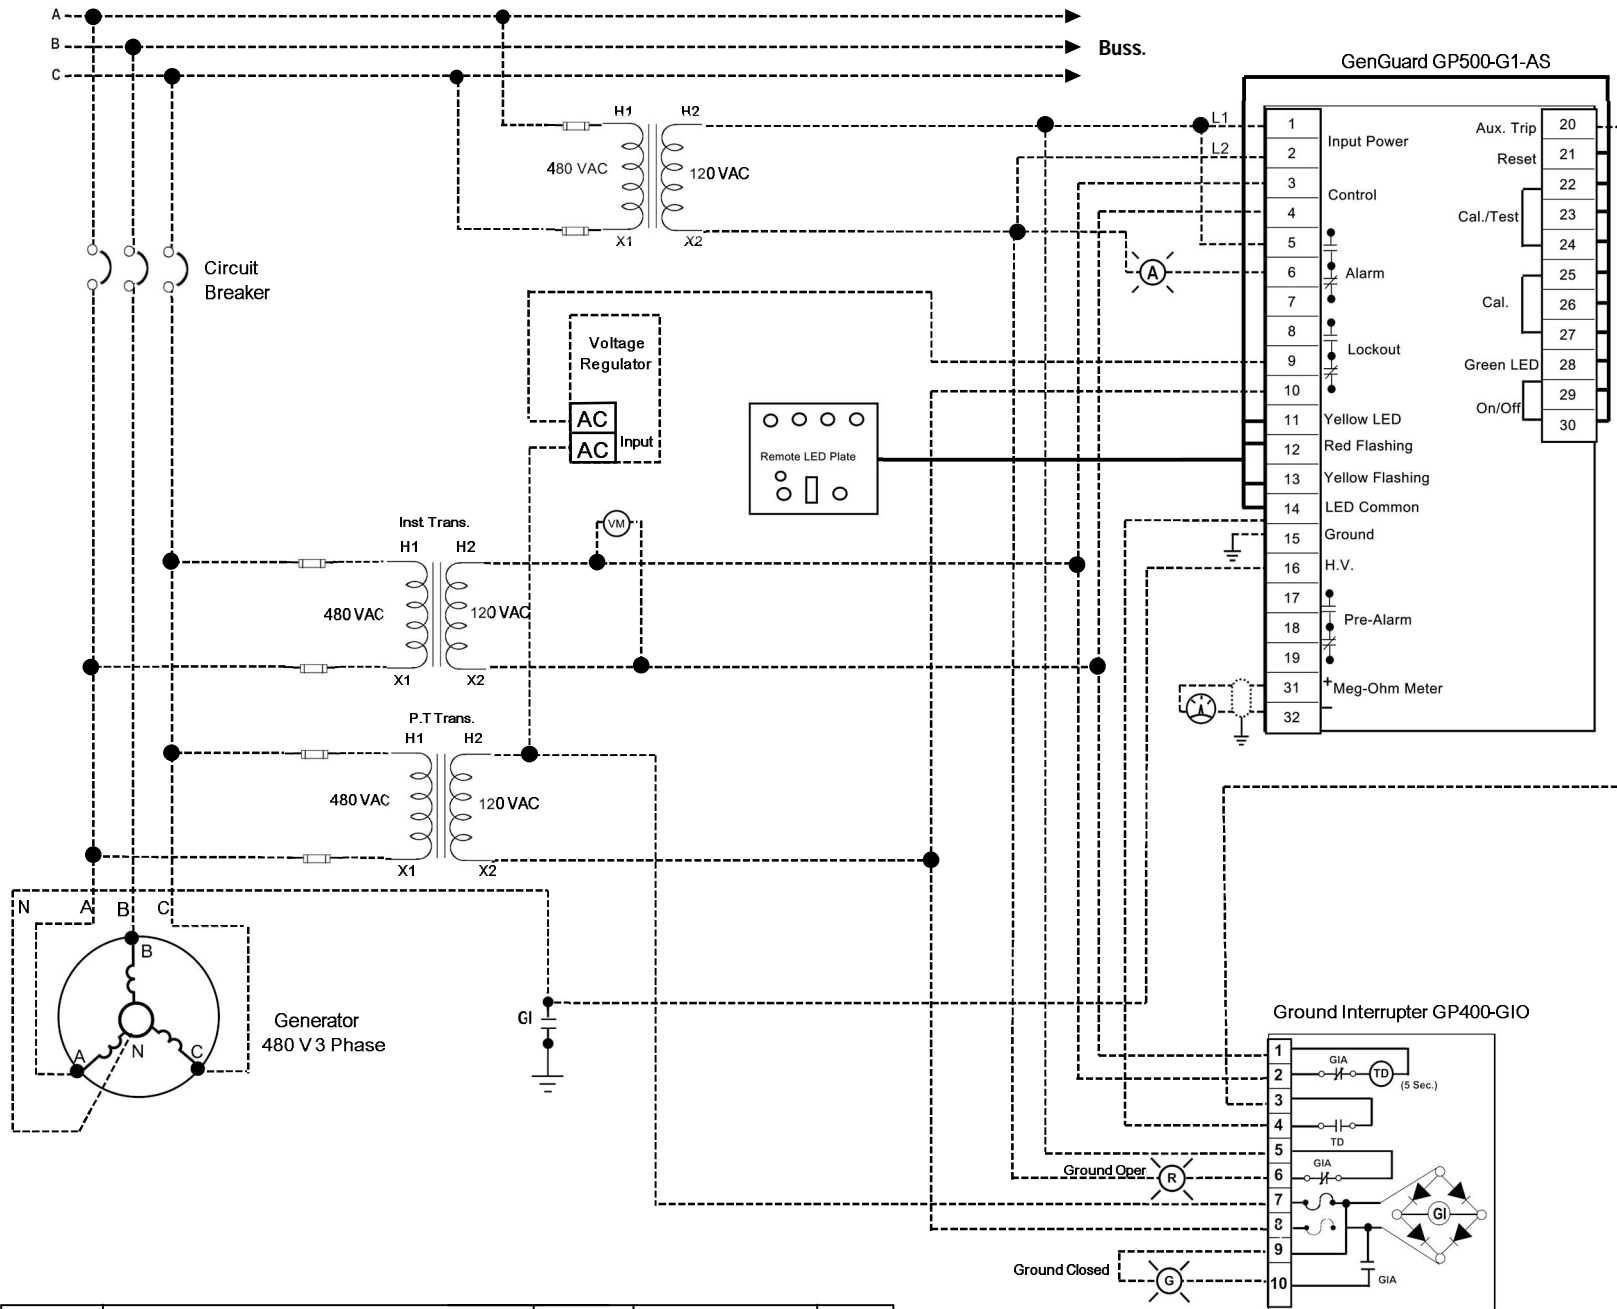 A
B
C
Buss.
GenGuard GP500-G1-AS
H1 H2
480 VAC 120 VAC
X1 X2
L1
L2
1 Input Power
2
3 Control
4
5
6 Alarm
7
8
9 Lockout
10
11 Yellow LED
12 Red Flashing
13 Yellow Flashing
14 LED Common
15 Ground
16 H.V.
17
18 Pre-Alarm
19
31 + Meg-Ohm Meter
32 −
Aux. Trip 20
Reset 21
22
Cal./Test 23
24
25
Cal. 26
27
Green LED 28
On/Off 29
30
A
Circuit
Breaker
Voltage
Regulator
AC
AC Input
Remote LED Plate
VM
Inst. Trans.
H1 H2
480 VAC 120 VAC
X1 X2
P.T Trans.
H1 H2
480 VAC 120 VAC
X1 X2
N A B C
B
A N C
Generator
480 V 3 Phase
GI
A
Ground Interrupter GP400-GIO
1
GIA
2 TD
(5 Sec.)
3
4
TD
5
GIA
Ground Oper R 6
7
8
GI
9
Ground Closed G 10
GIA